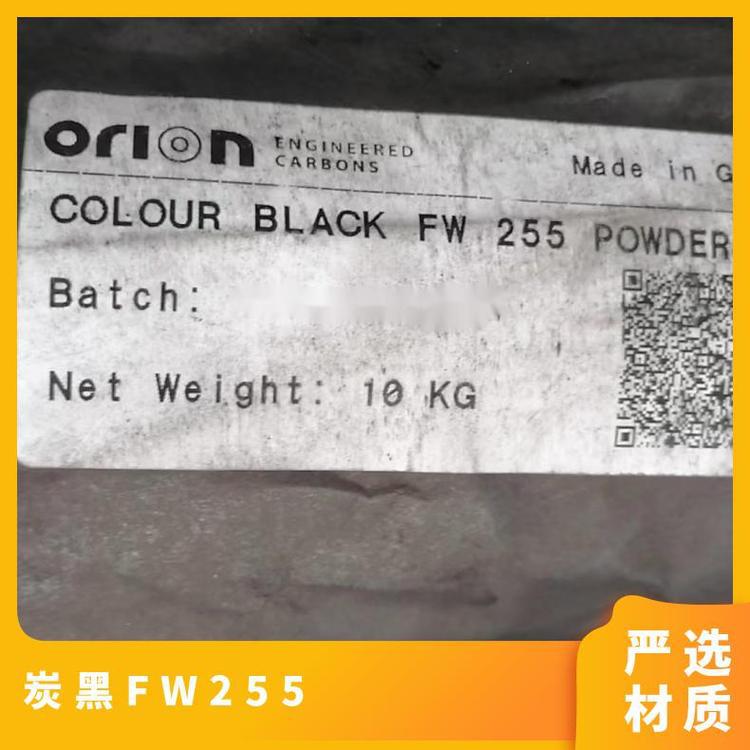 orion ENGINEERED
CARBONS
Made in G
COLOUR BLACK FW 255 POWDER
Batch:
Net Weight: 10 KG
炭黑FW255
严选
材质